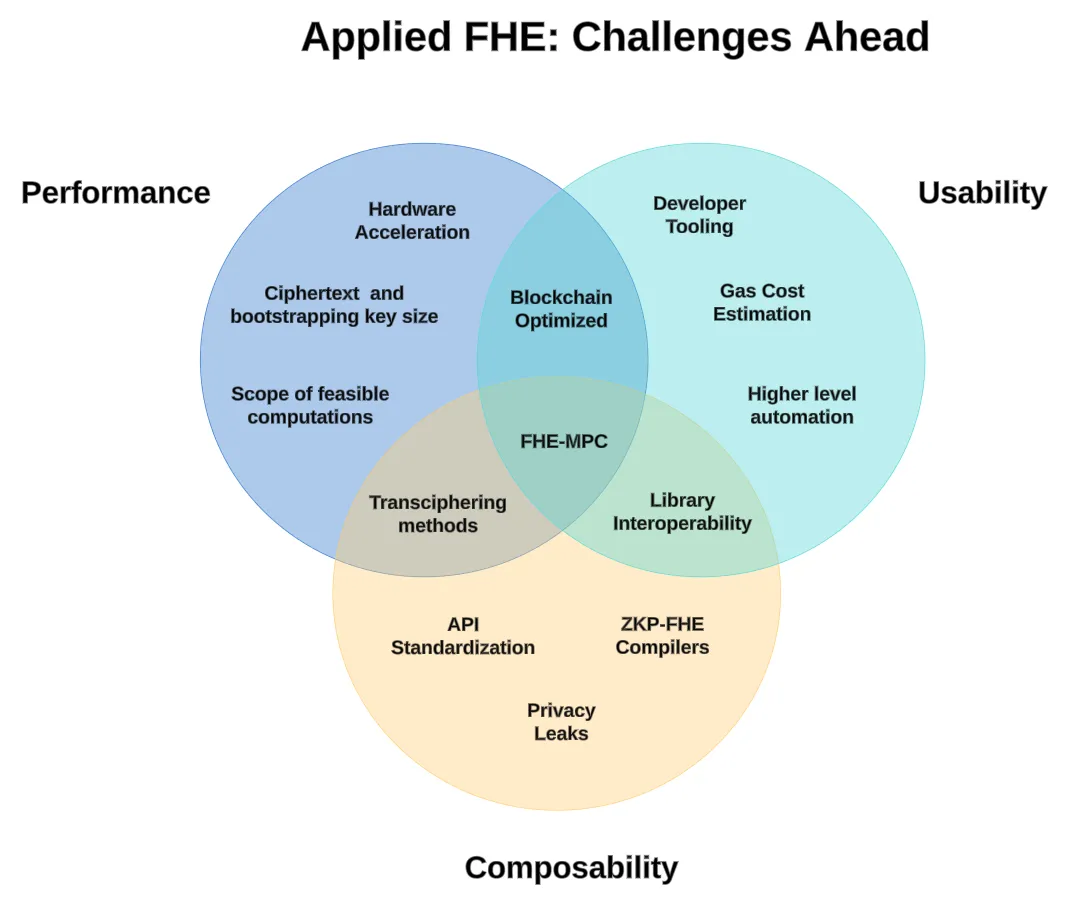 Applied FHE: Challenges Ahead
Performance
Usability
Hardware
Acceleration
Developer
Tooling
Ciphertext and
bootstrapping key size
Blockchain
Optimized
Gas Cost
Estimation
Scope of feasible
computations
Higher level
automation
FHE-MPC
Transciphering
methods
Library
Interoperability
API
Standardization
ZKP-FHE
Compilers
Privacy
Leaks
Composability